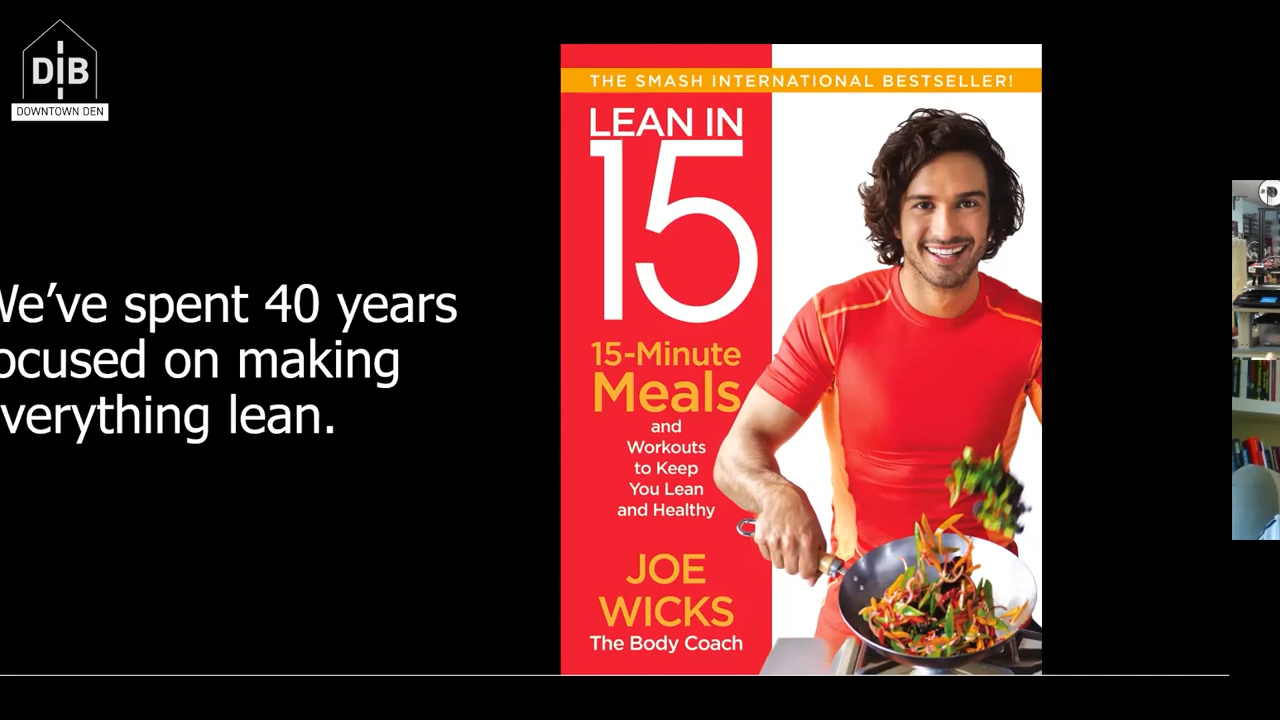 D|B
DOWNTOWN DEN
We’ve spent 40 years
ocused on making
verything lean.
THE SMASH INTERNATIONAL BESTSELLER!
LEAN IN
15
15-Minute
Meals
and
Workouts
to Keep
You Lean
and Healthy
JOE
WICKS
The Body Coach